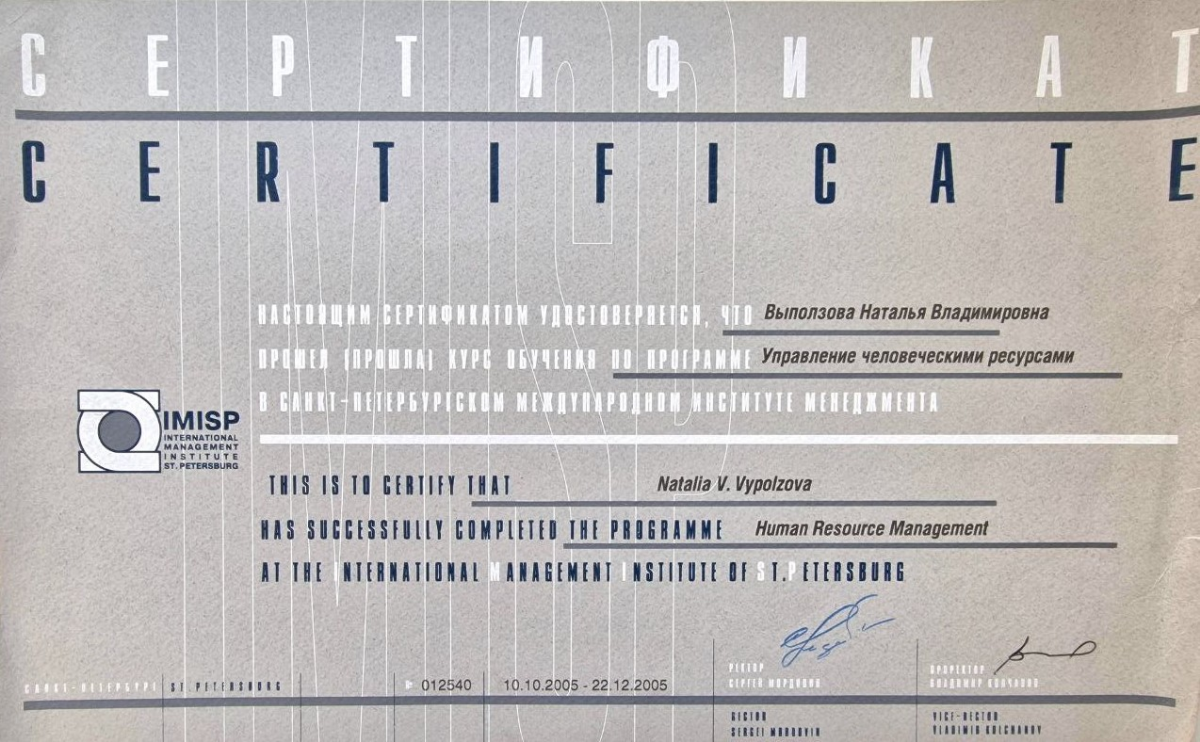 СЕРТИФИКАТ
CERTIFICATE
НАСТОЯЩИМ СЕРТИФИКАТОМ УДОСТОВЕРЯЕТСЯ, ЧТО Выползова Наталья Владимировна
ПРОШЕЛ (ПРОШЛА) КУРС ОБУЧЕНИЯ ПО ПРОГРАММЕ Управление человеческими ресурсами
В САНКТ-ПЕТЕРБУРГСКОМ МЕЖДУНАРОДНОМ ИНСТИТУТЕ МЕНЕДЖМЕНТА
IMISP
INTERNATIONAL
MANAGEMENT
INSTITUTE
ST. PETERSBURG
THIS IS TO CERTIFY THAT Natalia V. Vypolzova
HAS SUCCESSFULLY COMPLETED THE PROGRAMME Human Resource Management
AT THE INTERNATIONAL MANAGEMENT INSTITUTE OF ST.PETERSBURG
САНКТ-ПЕТЕРБУРГ ST. PETERSBURG № 012540 10.10.2005 - 22.12.2005
РЕКТОР
СЕРГЕЙ МОРДОВИН
ПРОРЕКТОР
ВЛАДИМИР КОЛЧАНОВ
RECTOR
SERGEI MORDOVIN
VICE-RECTOR
VLADIMIR KOLCHANOV